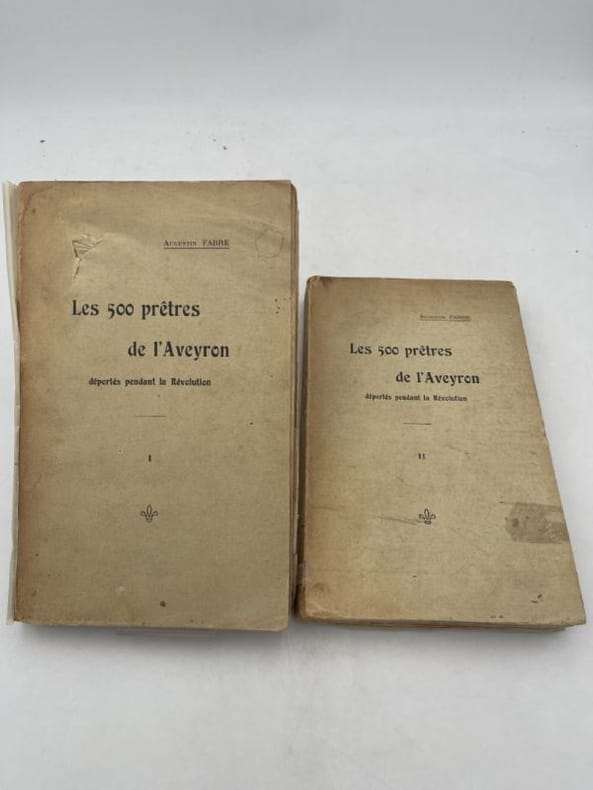 Augustin FABRE
Les 500 prêtres
de l'Aveyron
déportés pendant la Révolution
I
Augustin FABRE
Les 500 prêtres
de l'Aveyron
déportés pendant la Révolution
II